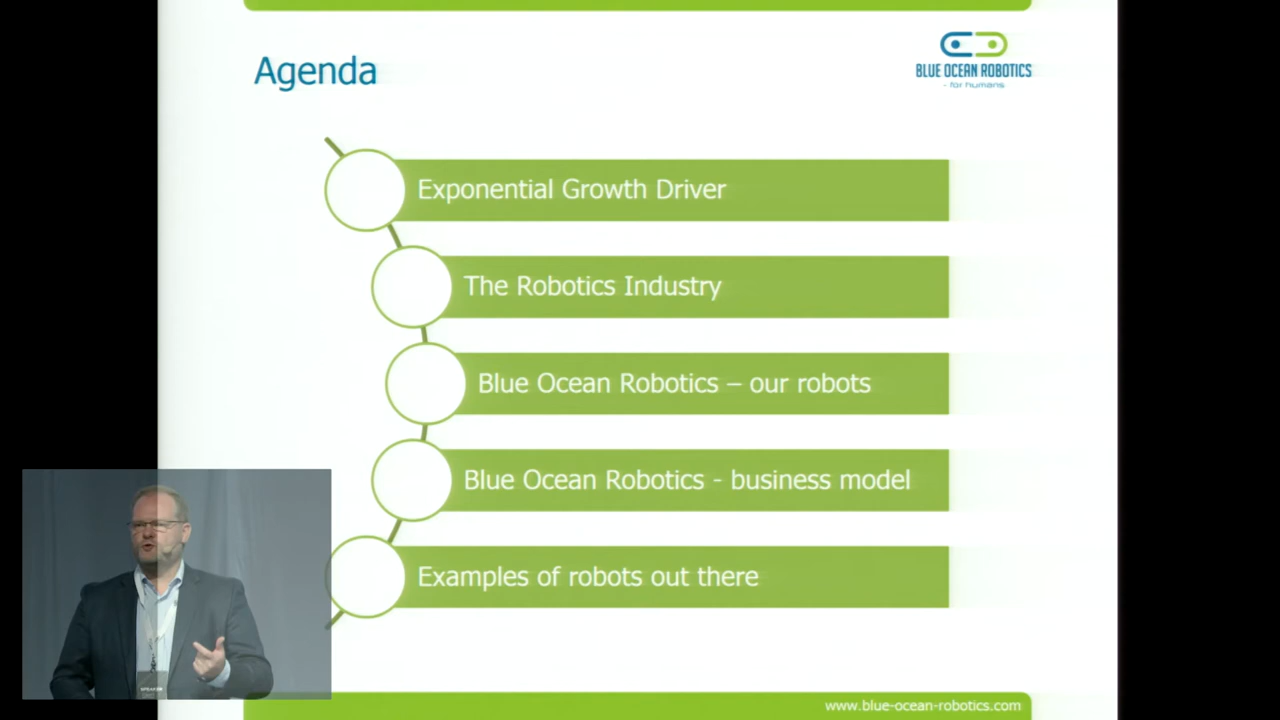 Agenda
BLUE OCEAN ROBOTICS
- for humans
Exponential Growth Driver
The Robotics Industry
Blue Ocean Robotics – our robots
Blue Ocean Robotics - business model
Examples of robots out there
SPEAKER
www.blue-ocean-robotics.com